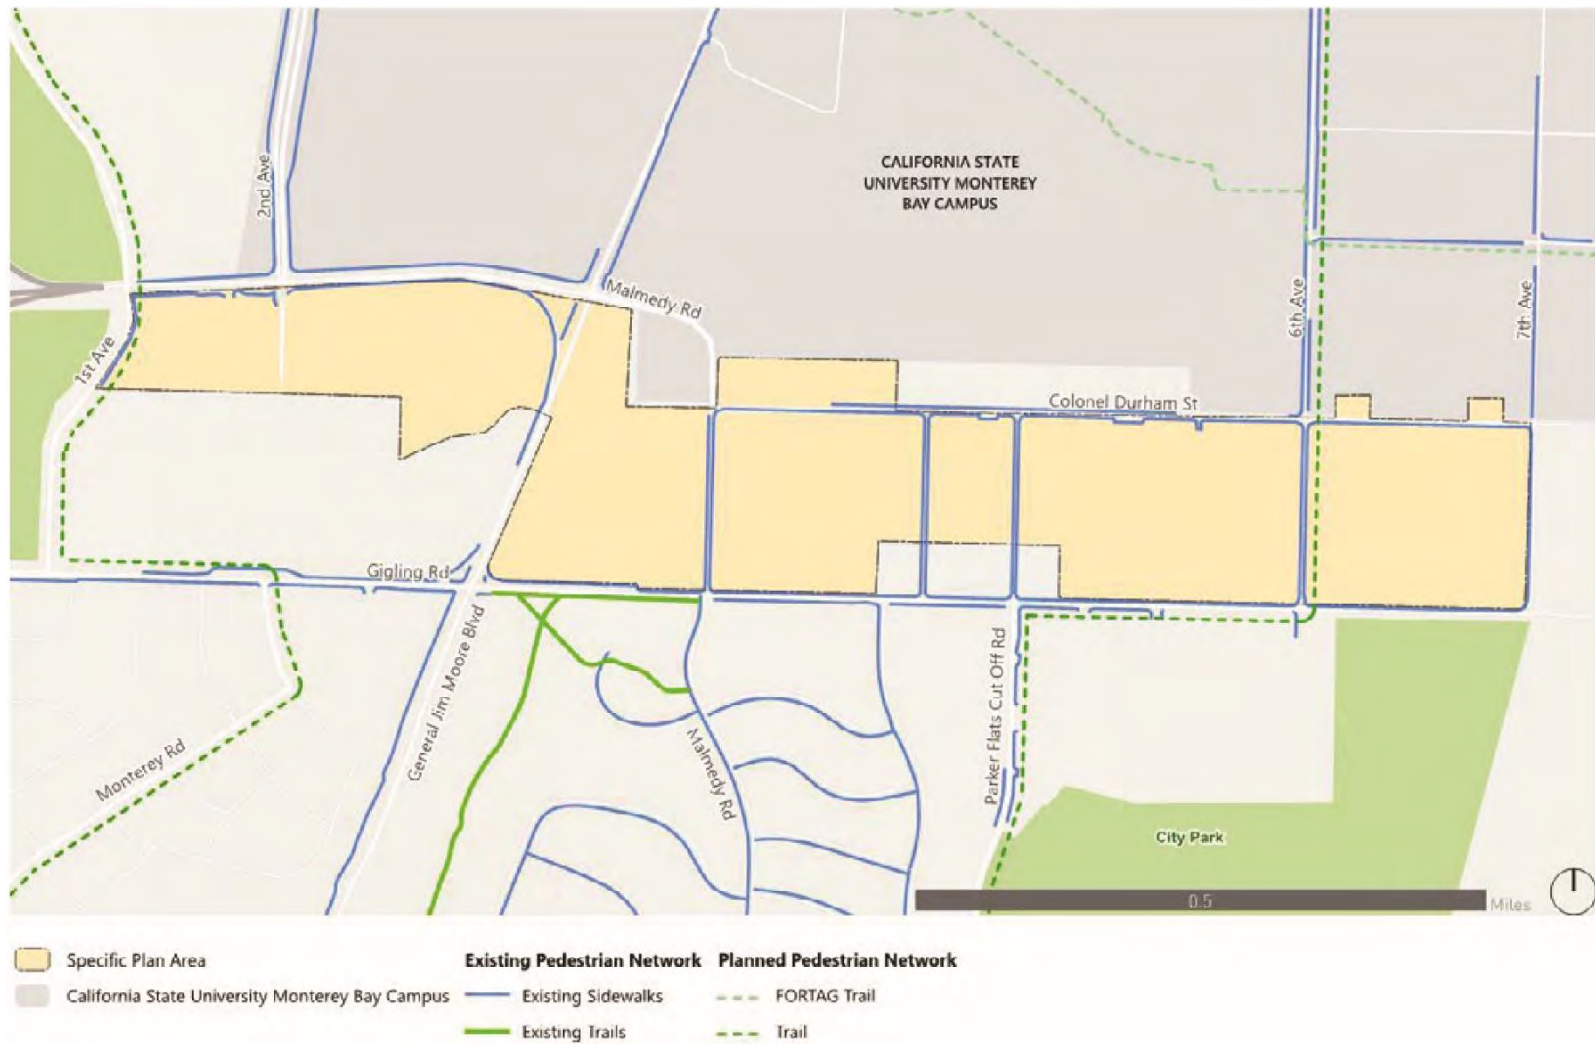 2nd Ave
CALIFORNIA STATE
UNIVERSITY MONTEREY
BAY CAMPUS
Malmedy Rd
6th Ave
7th Ave
1st Ave
Colonel Durham St
Gigling Rd
General Jim Moore Blvd
Monterey Rd
Malmedy Rd
Parker Flats Cut Off Rd
City Park
0.5
Miles
Specific Plan Area
California State University Monterey Bay Campus
Existing Pedestrian Network
Existing Sidewalks
Existing Trails
Planned Pedestrian Network
FORTAG Trail
Trail